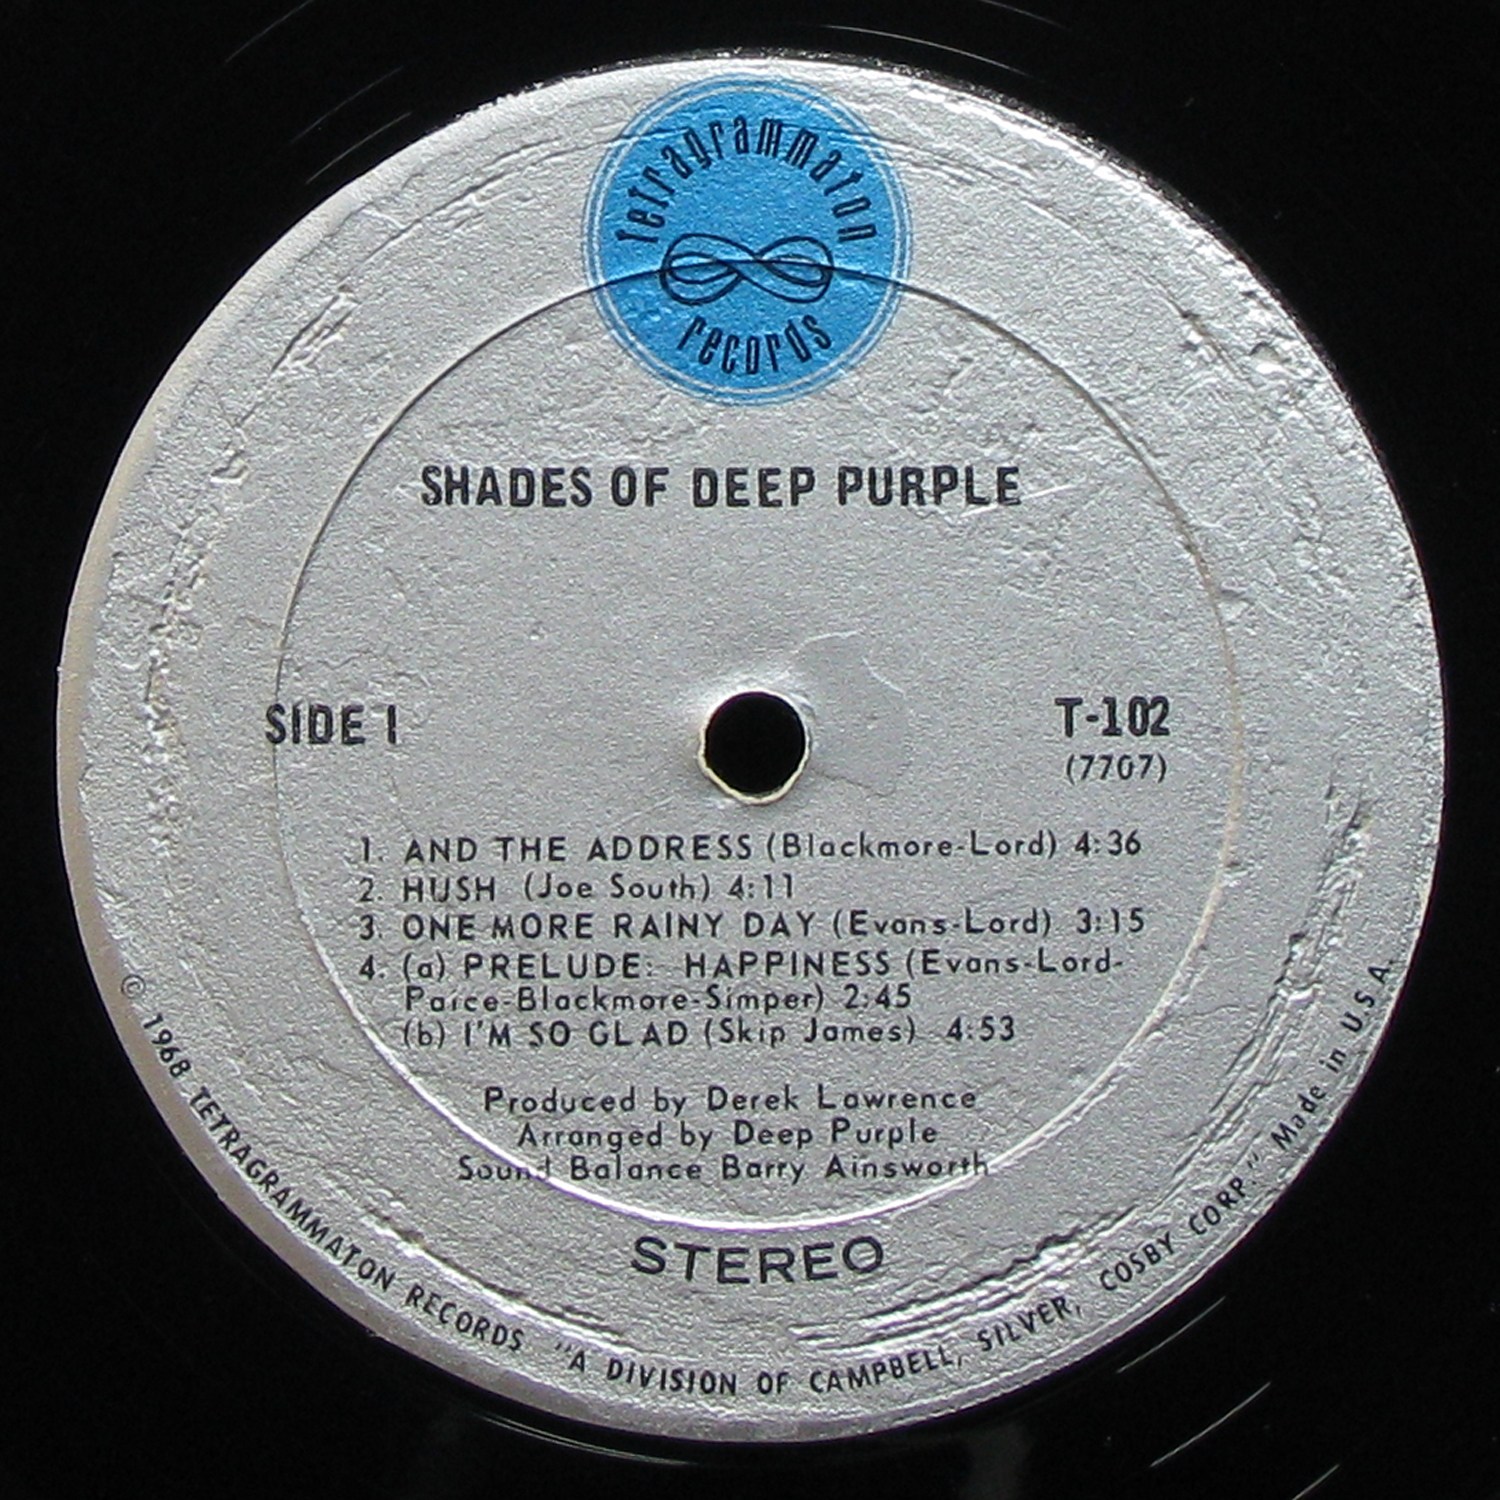 tetragrammaton
records
SHADES OF DEEP PURPLE
SIDE 1
T-102
(7707)
1. AND THE ADDRESS (Blackmore-Lord) 4:36
2. HUSH (Joe South) 4:11
3. ONE MORE RAINY DAY (Evans-Lord) 3:15
4. (a) PRELUDE: HAPPINESS (Evans-Lord-
Paice-Blackmore-Simper) 2:45
(b) I'M SO GLAD (Skip James) 4:53
Produced by Derek Lawrence
Arranged by Deep Purple
Sound Balance Barry Ainsworth
STEREO
© 1968 TETRAGRAMMATON RECORDS "A DIVISION OF CAMPBELL, SILVER, COSBY CORP." Made in U.S.A.